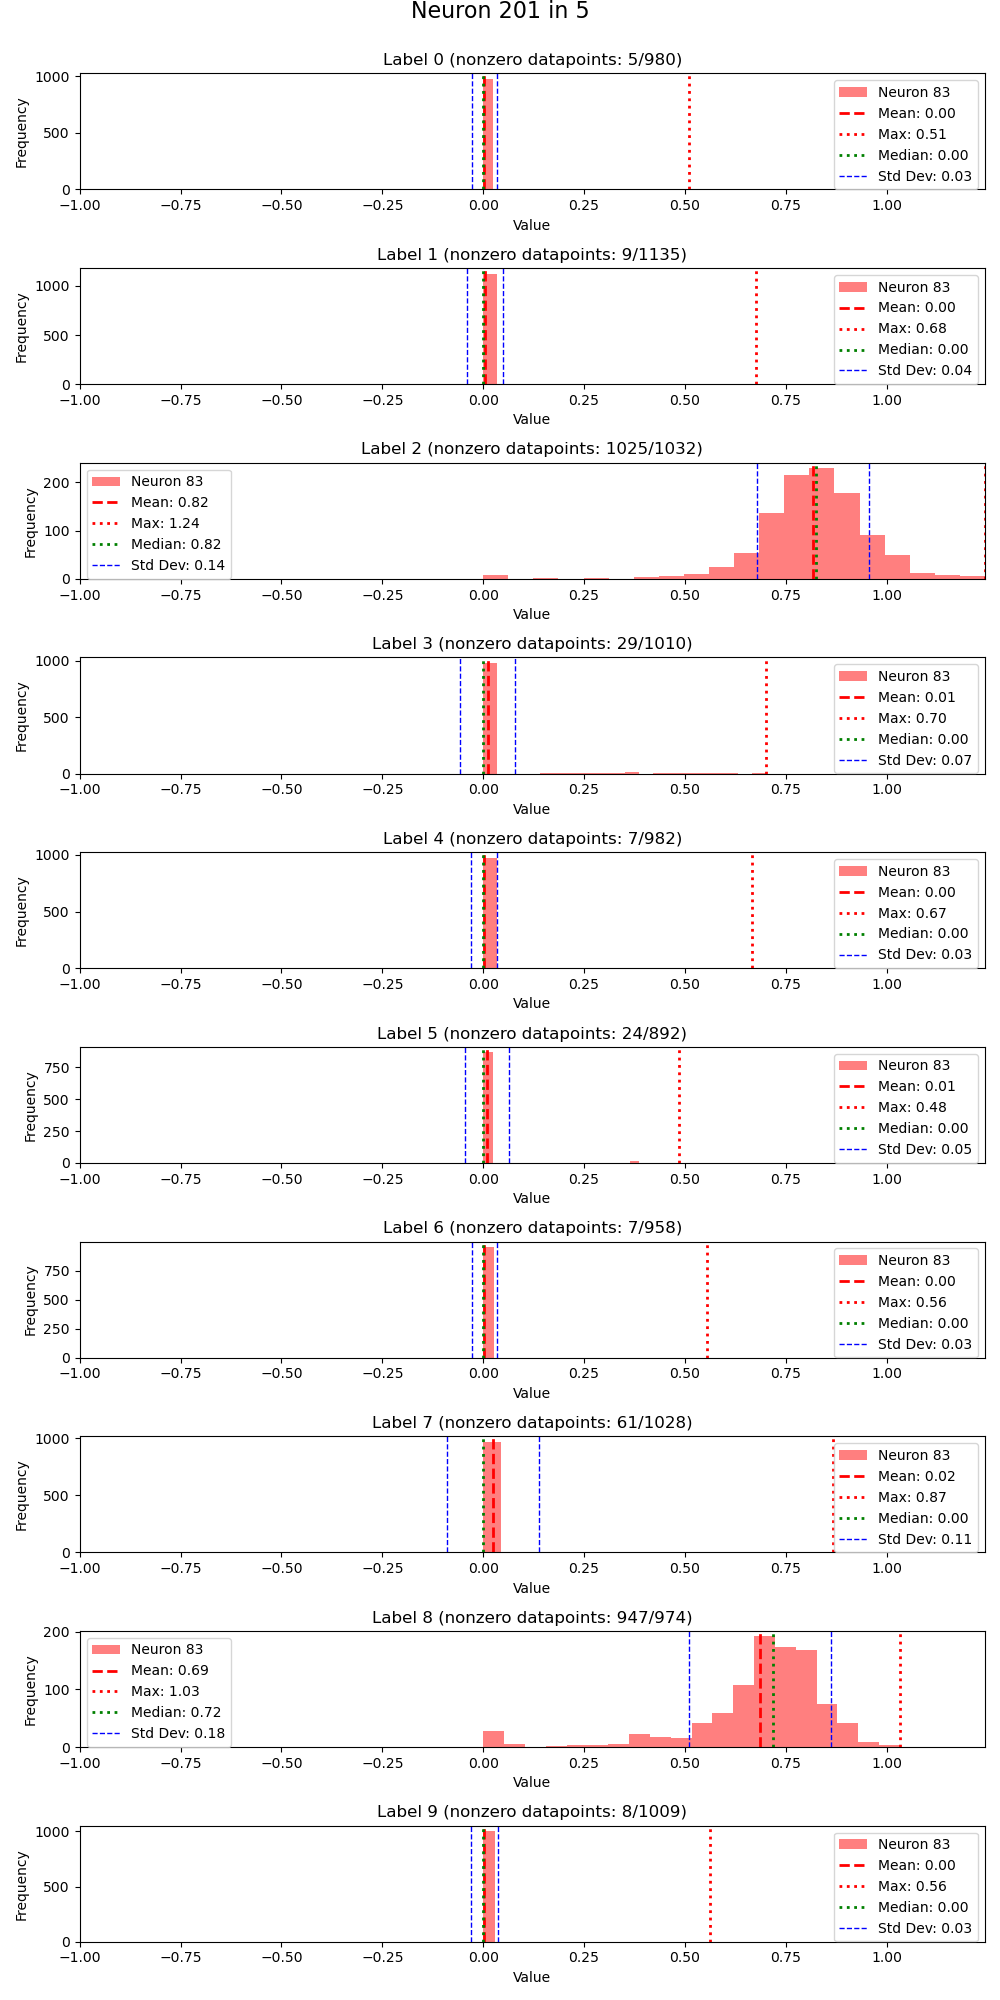 Neuron 201 in 5
Label 0 (nonzero datapoints: 5/980)
Frequency
1000
500
0
Neuron 83
Mean: 0.00
Max: 0.51
Median: 0.00
Std Dev: 0.03
−1.00 −0.75 −0.50 −0.25 0.00 0.25 0.50 0.75 1.00
Value
Label 1 (nonzero datapoints: 9/1135)
Frequency
1000
500
0
Neuron 83
Mean: 0.00
Max: 0.68
Median: 0.00
Std Dev: 0.04
−1.00 −0.75 −0.50 −0.25 0.00 0.25 0.50 0.75 1.00
Value
Label 2 (nonzero datapoints: 1025/1032)
Frequency
200
100
0
Neuron 83
Mean: 0.82
Max: 1.24
Median: 0.82
Std Dev: 0.14
−1.00 −0.75 −0.50 −0.25 0.00 0.25 0.50 0.75 1.00
Value
Label 3 (nonzero datapoints: 29/1010)
Frequency
1000
500
0
Neuron 83
Mean: 0.01
Max: 0.70
Median: 0.00
Std Dev: 0.07
−1.00 −0.75 −0.50 −0.25 0.00 0.25 0.50 0.75 1.00
Value
Label 4 (nonzero datapoints: 7/982)
Frequency
1000
500
0
Neuron 83
Mean: 0.00
Max: 0.67
Median: 0.00
Std Dev: 0.03
−1.00 −0.75 −0.50 −0.25 0.00 0.25 0.50 0.75 1.00
Value
Label 5 (nonzero datapoints: 24/892)
Frequency
750
500
250
0
Neuron 83
Mean: 0.01
Max: 0.48
Median: 0.00
Std Dev: 0.05
−1.00 −0.75 −0.50 −0.25 0.00 0.25 0.50 0.75 1.00
Value
Label 6 (nonzero datapoints: 7/958)
Frequency
750
500
250
0
Neuron 83
Mean: 0.00
Max: 0.56
Median: 0.00
Std Dev: 0.03
−1.00 −0.75 −0.50 −0.25 0.00 0.25 0.50 0.75 1.00
Value
Label 7 (nonzero datapoints: 61/1028)
Frequency
1000
500
0
Neuron 83
Mean: 0.02
Max: 0.87
Median: 0.00
Std Dev: 0.11
−1.00 −0.75 −0.50 −0.25 0.00 0.25 0.50 0.75 1.00
Value
Label 8 (nonzero datapoints: 947/974)
Frequency
200
100
0
Neuron 83
Mean: 0.69
Max: 1.03
Median: 0.72
Std Dev: 0.18
−1.00 −0.75 −0.50 −0.25 0.00 0.25 0.50 0.75 1.00
Value
Label 9 (nonzero datapoints: 8/1009)
Frequency
1000
500
0
Neuron 83
Mean: 0.00
Max: 0.56
Median: 0.00
Std Dev: 0.03
−1.00 −0.75 −0.50 −0.25 0.00 0.25 0.50 0.75 1.00
Value